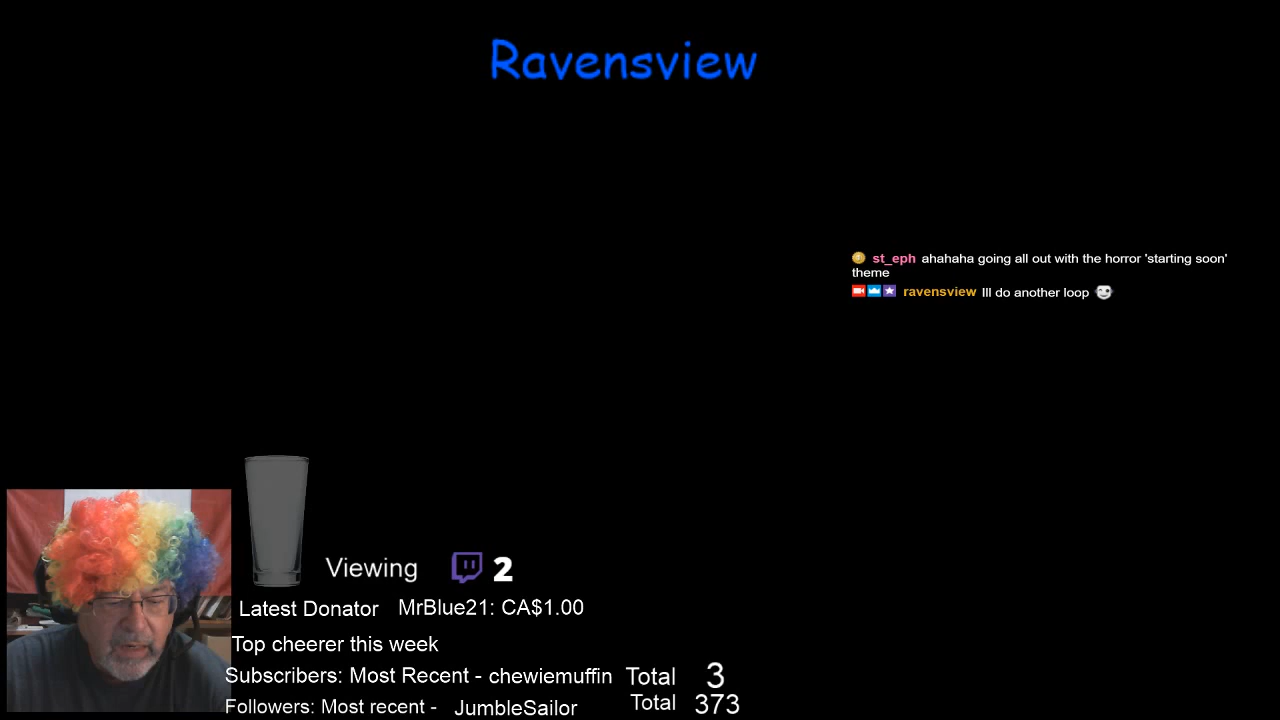 Ravensview
st_eph ahahaha going all out with the horror 'starting soon'
theme
ravensview Ill do another loop
Viewing 2
Latest Donator MrBlue21: CA$1.00
Top cheerer this week
Subscribers: Most Recent - chewiemuffin Total 3
Followers: Most recent - JumbleSailor Total 373